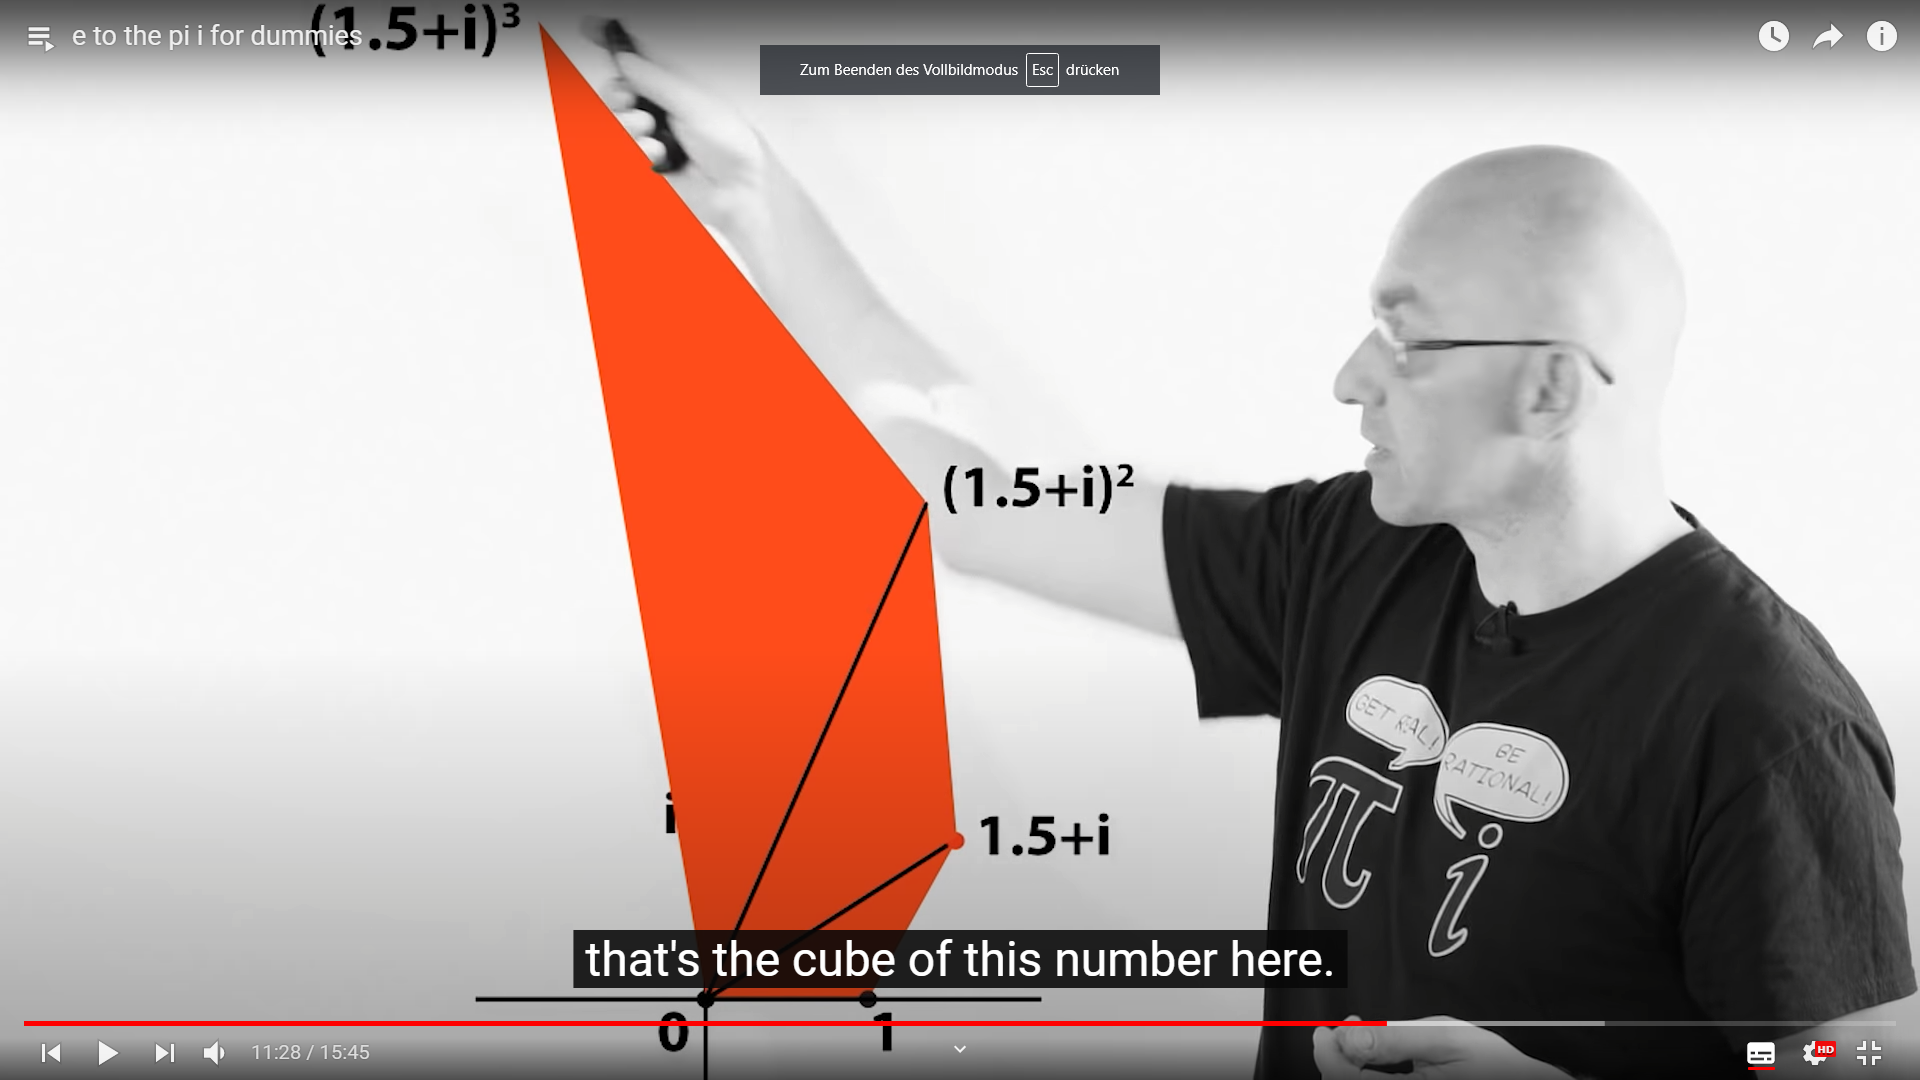 (1.5+i)³
e to the pi i for dummies
Zum Beenden des Vollbildmodus Esc drücken
(1.5+i)²
GET REAL!
BE
RATIONAL!
π
i
i
1.5+i
that's the cube of this number here.
0
1
11:28 / 15:45
HD